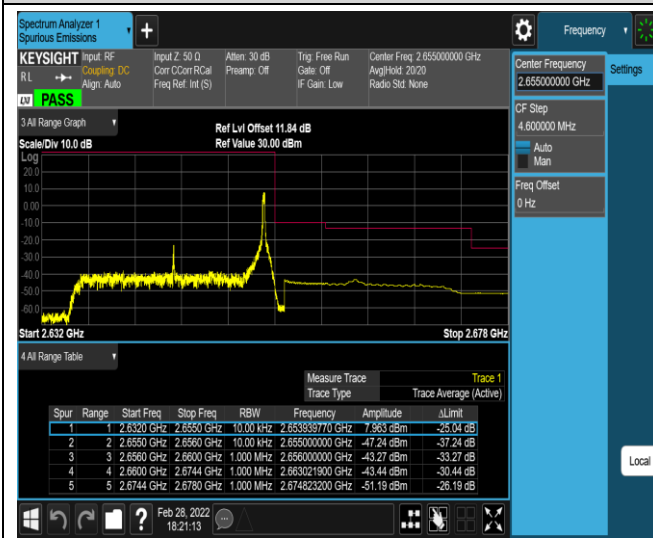 Spectrum Analyzer 1
Spurious Emissions
Frequency
KEYSIGHT
RL
Input: RF
Coupling: DC
Align: Auto
Input Z: 50 Ω
Corr CCorr RCal
Freq Ref: Int (S)
Atten: 30 dB
Preamp: Off
Trig: Free Run
Gate: Off
IF Gain: Low
Center Freq: 2.655000000 GHz
Avg|Hold: 20/20
Radio Std: None
LXI PASS
Center Frequency
2.655000000 GHz
Settings
CF Step
4.600000 MHz
Auto
Man
Freq Offset
0 Hz
3 All Range Graph
Ref Lvl Offset 11.84 dB
Scale/Div 10.0 dB
Ref Value 30.00 dBm
Log
20.0
10.0
0.00
-10.0
-20.0
-30.0
-40.0
-50.0
-60.0
Start 2.632 GHz
Stop 2.678 GHz
4 All Range Table
Measure Trace Trace 1
Trace Type Trace Average (Active)
Spur Range Start Freq Stop Freq RBW Frequency Amplitude ΔLimit
1 1 2.6320 GHz 2.6550 GHz 10.00 kHz 2.653939770 GHz 7.963 dBm -25.04 dB
2 2 2.6550 GHz 2.6560 GHz 10.00 kHz 2.655000000 GHz -47.24 dBm -37.24 dB
3 3 2.6560 GHz 2.6600 GHz 1.000 MHz 2.656000000 GHz -43.27 dBm -33.27 dB
4 4 2.6600 GHz 2.6744 GHz 1.000 MHz 2.663021900 GHz -43.44 dBm -30.44 dB
5 5 2.6744 GHz 2.6780 GHz 1.000 MHz 2.674823200 GHz -51.19 dBm -26.19 dB
Local
Feb 28, 2022
18:21:13